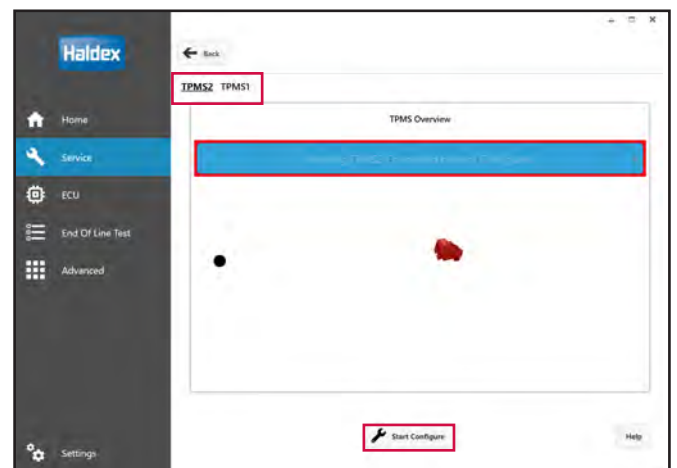 Haldex
Back
TPMS2 TPMS1
Home
TPMS Overview
Service
ECU
End Of Line Test
Advanced
Start Configure
Help
Settings